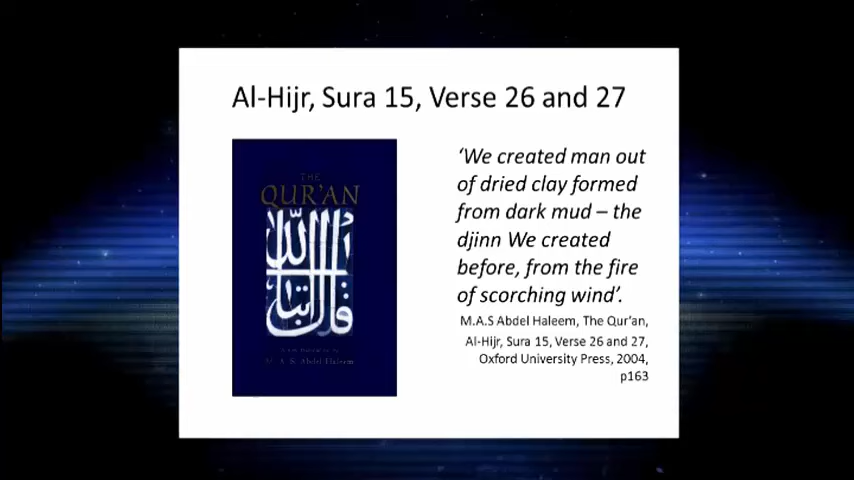 Al-Hijr, Sura 15, Verse 26 and 27
THE
QUR'AN
M. A. S. Abdel Haleem
‘We created man out
of dried clay formed
from dark mud – the
djinn We created
before, from the fire
of scorching wind’.
M.A.S Abdel Haleem, The Qur’an,
Al-Hijr, Sura 15, Verse 26 and 27,
Oxford University Press, 2004,
p163